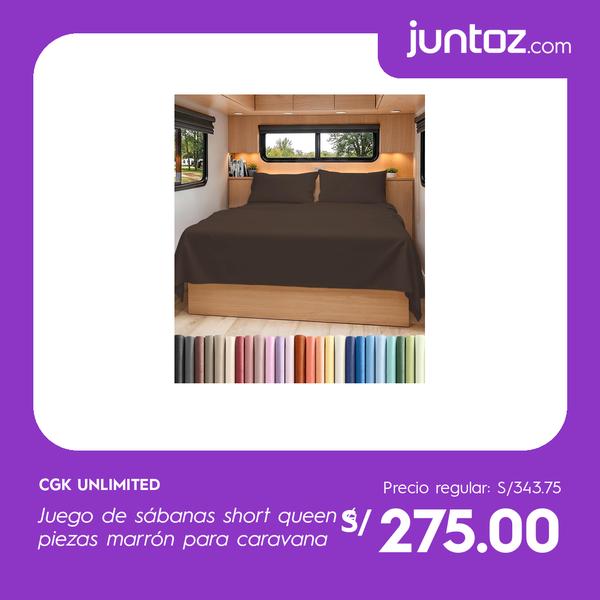 juntoz.com
CGK UNLIMITED
Juego de sábanas short queen
piezas marrón para caravana
Precio regular: S/343.75
S/ 275.00